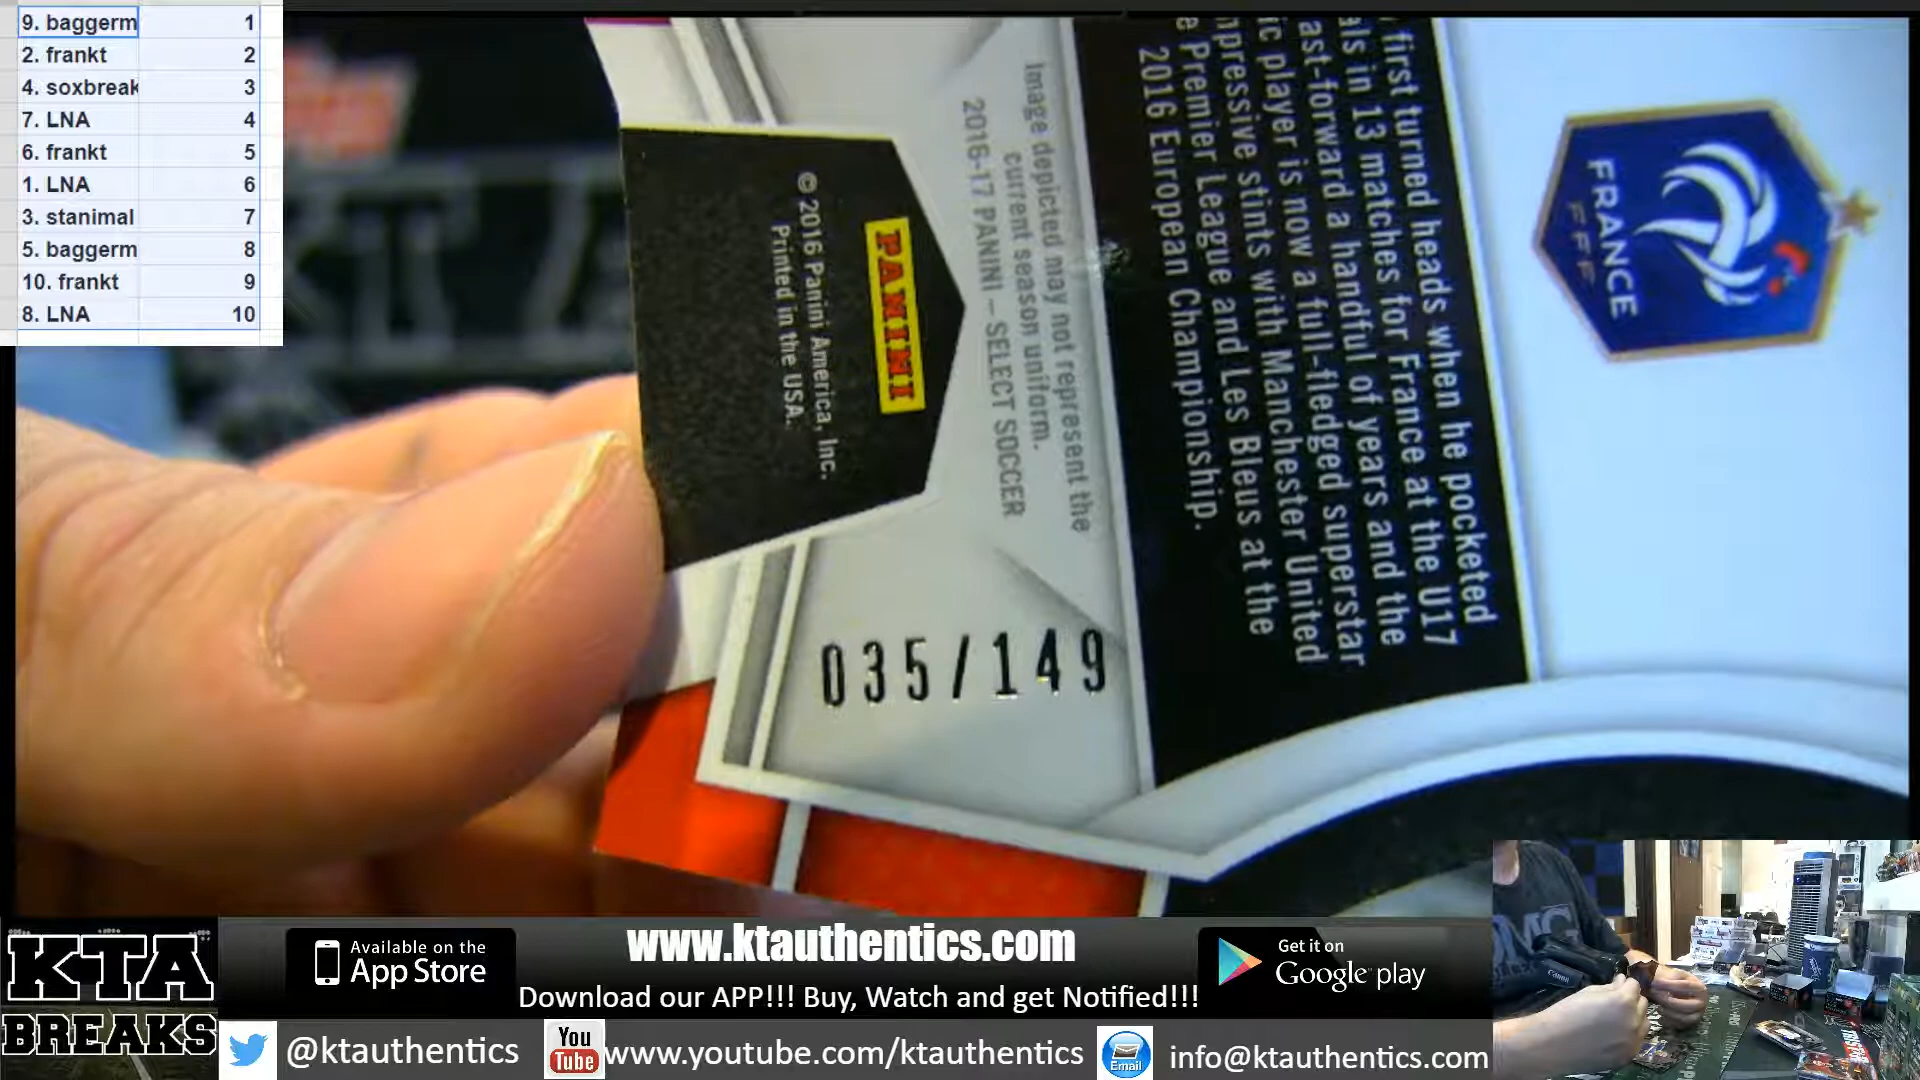 9. baggerm 1
2. frankt 2
4. soxbreak 3
7. LNA 4
6. frankt 5
1. LNA 6
3. stanimal 7
5. baggerm 8
10. frankt 9
8. LNA 10
first turned heads when he pocketed
als in 13 matches for France at the U17
ast-forward a handful of years and the
ic player is now a full-fledged superstar
mpressive stints with Manchester United
e Premier League and Les Bleus at the
2016 European Championship.
Image depicted may not represent the
current season uniform.
2016-17 PANINI – SELECT SOCCER
PANINI
© 2016 Panini America, Inc.
Printed in the USA.
035/149
FRANCE
FFF
KTA
BREAKS
Available on the
App Store
www.ktauthentics.com
Get it on
Google play
Download our APP!!! Buy, Watch and get Notified!!!
@ktauthentics
You
Tube
www.youtube.com/ktauthentics
Email
info@ktauthentics.com
Canon